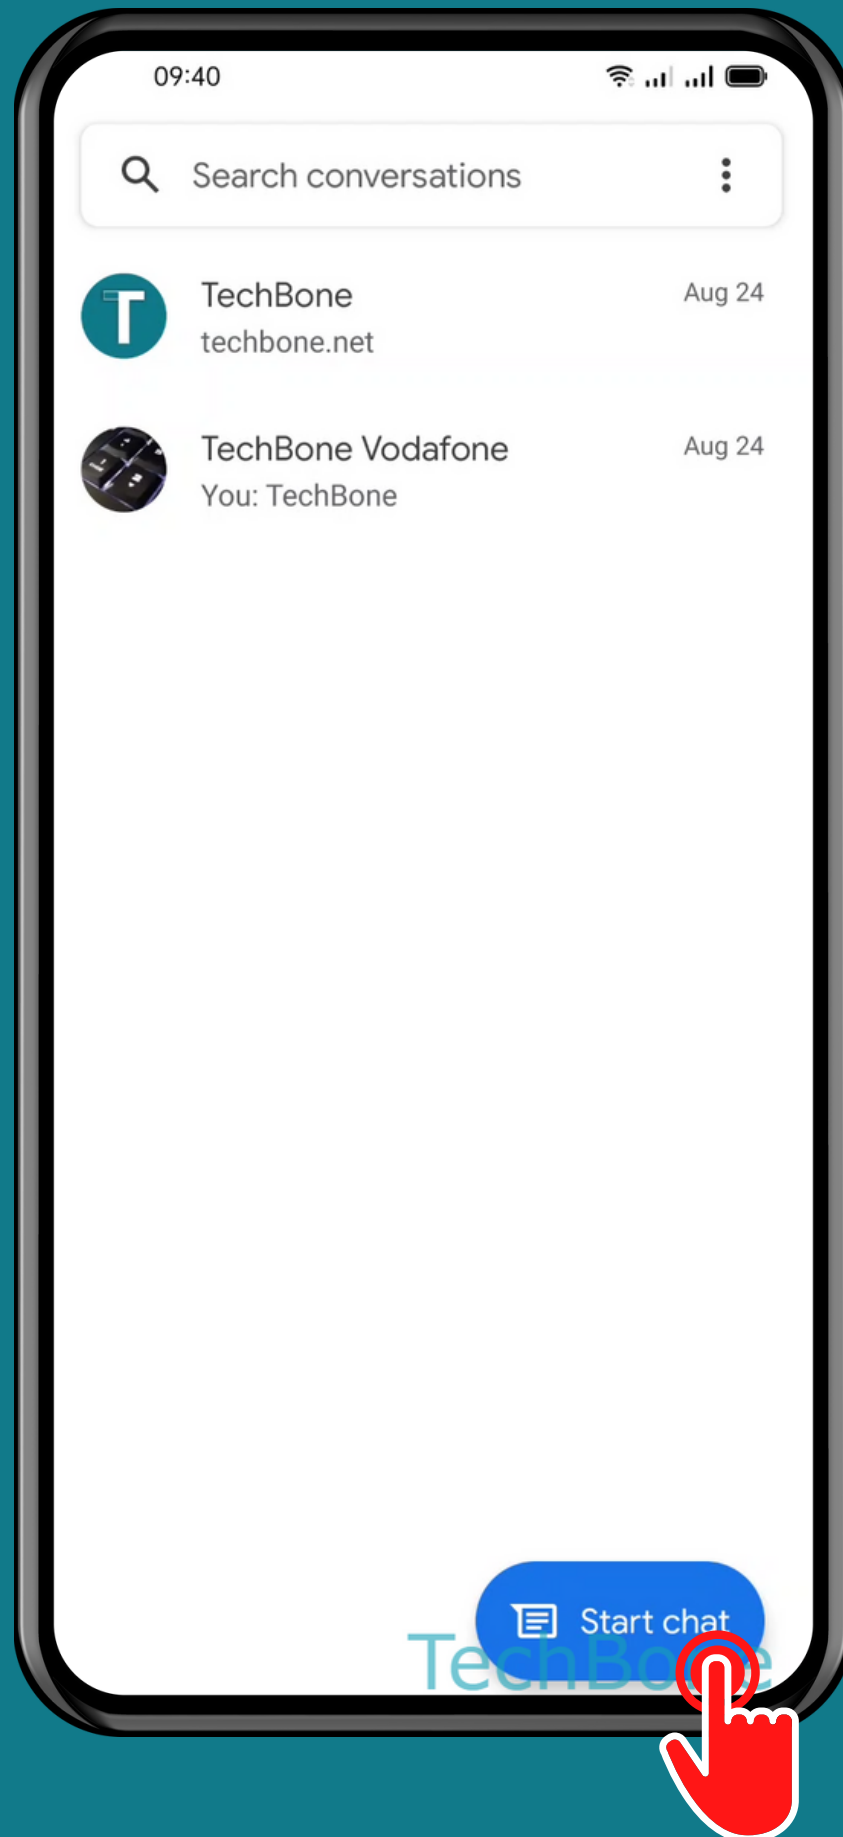 09:40
Search conversations
T
TechBone
Aug 24
techbone.net
TechBone Vodafone
Aug 24
You: TechBone
Start chat
TechBone